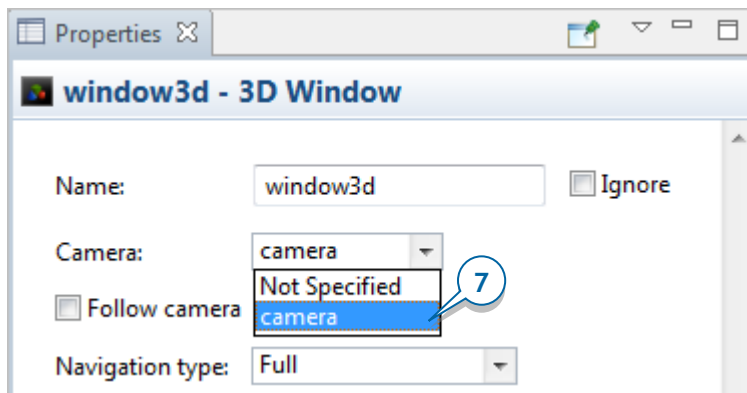 Properties
window3d - 3D Window
Name: window3d Ignore
Camera: camera
Not Specified
Follow camera camera 7
Navigation type: Full